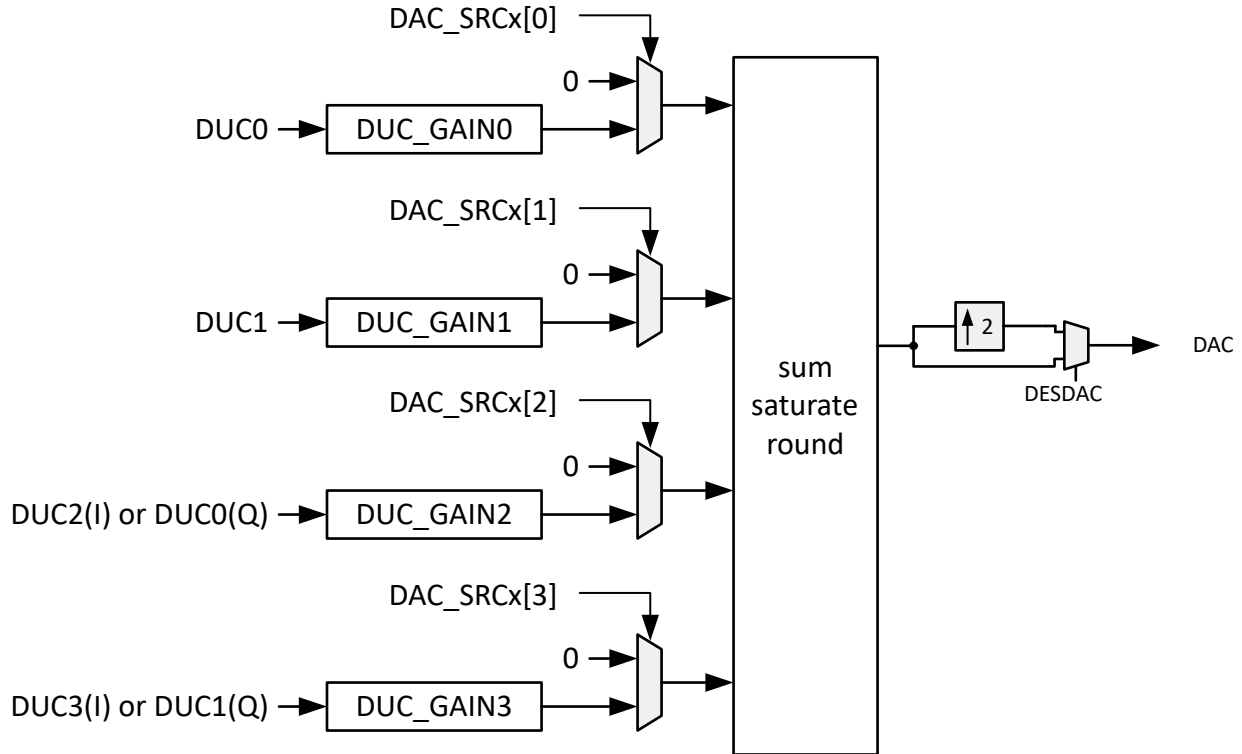 DAC_SRCx[0]
0
DUC0
DUC_GAIN0
DAC_SRCx[1]
0
DUC1
DUC_GAIN1
DAC_SRCx[2]
0
DUC2(I) or DUC0(Q)
DUC_GAIN2
DAC_SRCx[3]
0
DUC3(I) or DUC1(Q)
DUC_GAIN3
sum
saturate
round
2
DESDAC
DAC